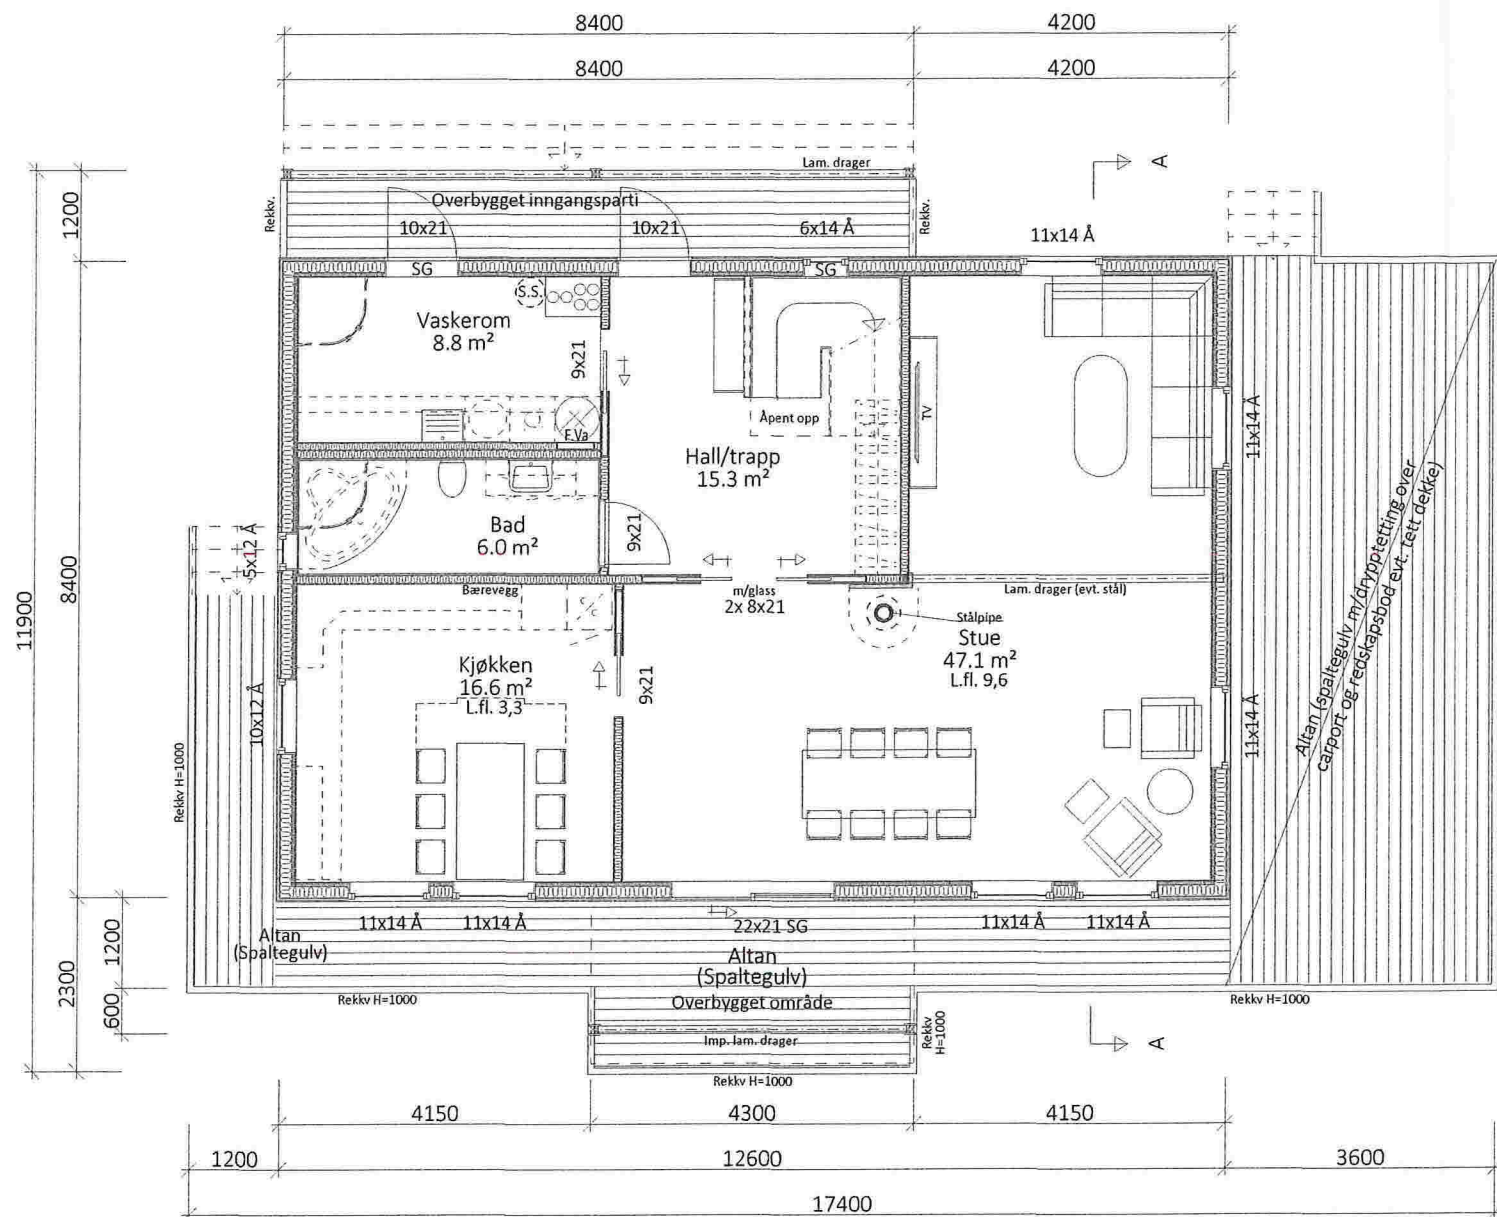 8400
4200
8400
4200
Lam. drager
A
1200
Rekkv.
Overbygget inngangsparti
10x21
10x21
6x14 Å
Rekkv.
11x14 Å
SG
SG
S.S.
Vaskerom
8.8 m²
9x21
F.Va
Åpent opp
TV
11x14 Å
Hall/trapp
15.3 m²
Bad
6.0 m²
9x21
5x12 Å
8400
11900
Bærevegg
m/glass
2x 8x21
Lam. drager (evt. stål)
Stålpipe
Stue
47.1 m²
L.fl. 9,6
Kjøkken
16.6 m²
L.fl. 3,3
9x21
10x12 Å
11x14 Å
Altan (spaltegulv m/drypptetting over
carport og redskapsbod evt. tett dekke)
Rekkv H=1000
11x14 Å
11x14 Å
22x21 SG
11x14 Å
11x14 Å
Altan
(Spaltegulv)
Altan
(Spaltegulv)
1200
2300
600
Rekkv H=1000
Overbygget område
Rekkv H=1000
Imp. lam. drager
Rekkv
H=1000
A
Rekkv H=1000
4150
4300
4150
1200
12600
3600
17400